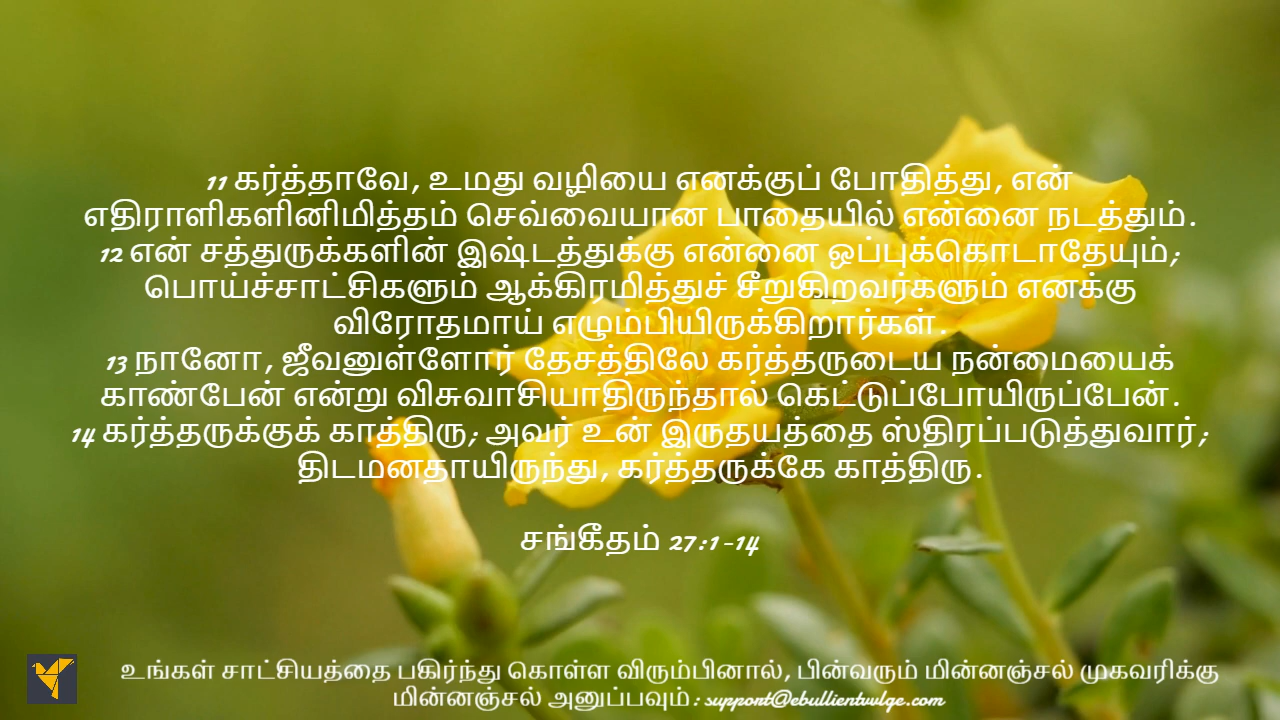 11 கர்த்தாவே, உமது வழியை எனக்குப் போதித்து, என்
எதிராளிகளினிமித்தம் செவ்வையான பாதையில் என்னை நடத்தும்.
12 என் சத்துருக்களின் இஷ்டத்துக்கு என்னை ஒப்புக்கொடாதேயும்;
பொய்ச்சாட்சிகளும் ஆக்கிரமித்துச் சீறுகிறவர்களும் எனக்கு
விரோதமாய் எழும்பியிருக்கிறார்கள்.
13 நானோ, ஜீவனுள்ளோர் தேசத்திலே கர்த்தருடைய நன்மையைக்
காண்பேன் என்று விசுவாசியாதிருந்தால் கெட்டுப்போயிருப்பேன்.
14 கர்த்தருக்குக் காத்திரு; அவர் உன் இருதயத்தை ஸ்திரப்படுத்துவார்;
திடமனதாயிருந்து, கர்த்தருக்கே காத்திரு.
சங்கீதம் 27:1-14
உங்கள் சாட்சியத்தை பகிர்ந்து கொள்ள விரும்பினால், பின்வரும் மின்னஞ்சல் முகவரிக்கு
மின்னஞ்சல் அனுப்பவும்: support@ebullientvulge.com